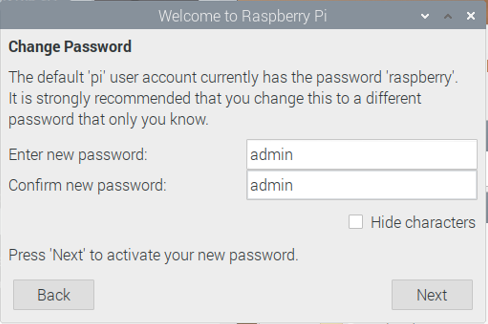 Welcome to Raspberry Pi
Change Password
The default 'pi' user account currently has the password 'raspberry'.
It is strongly recommended that you change this to a different
password that only you know.
Enter new password: admin
Confirm new password: admin
Hide characters
Press 'Next' to activate your new password.
Back Next